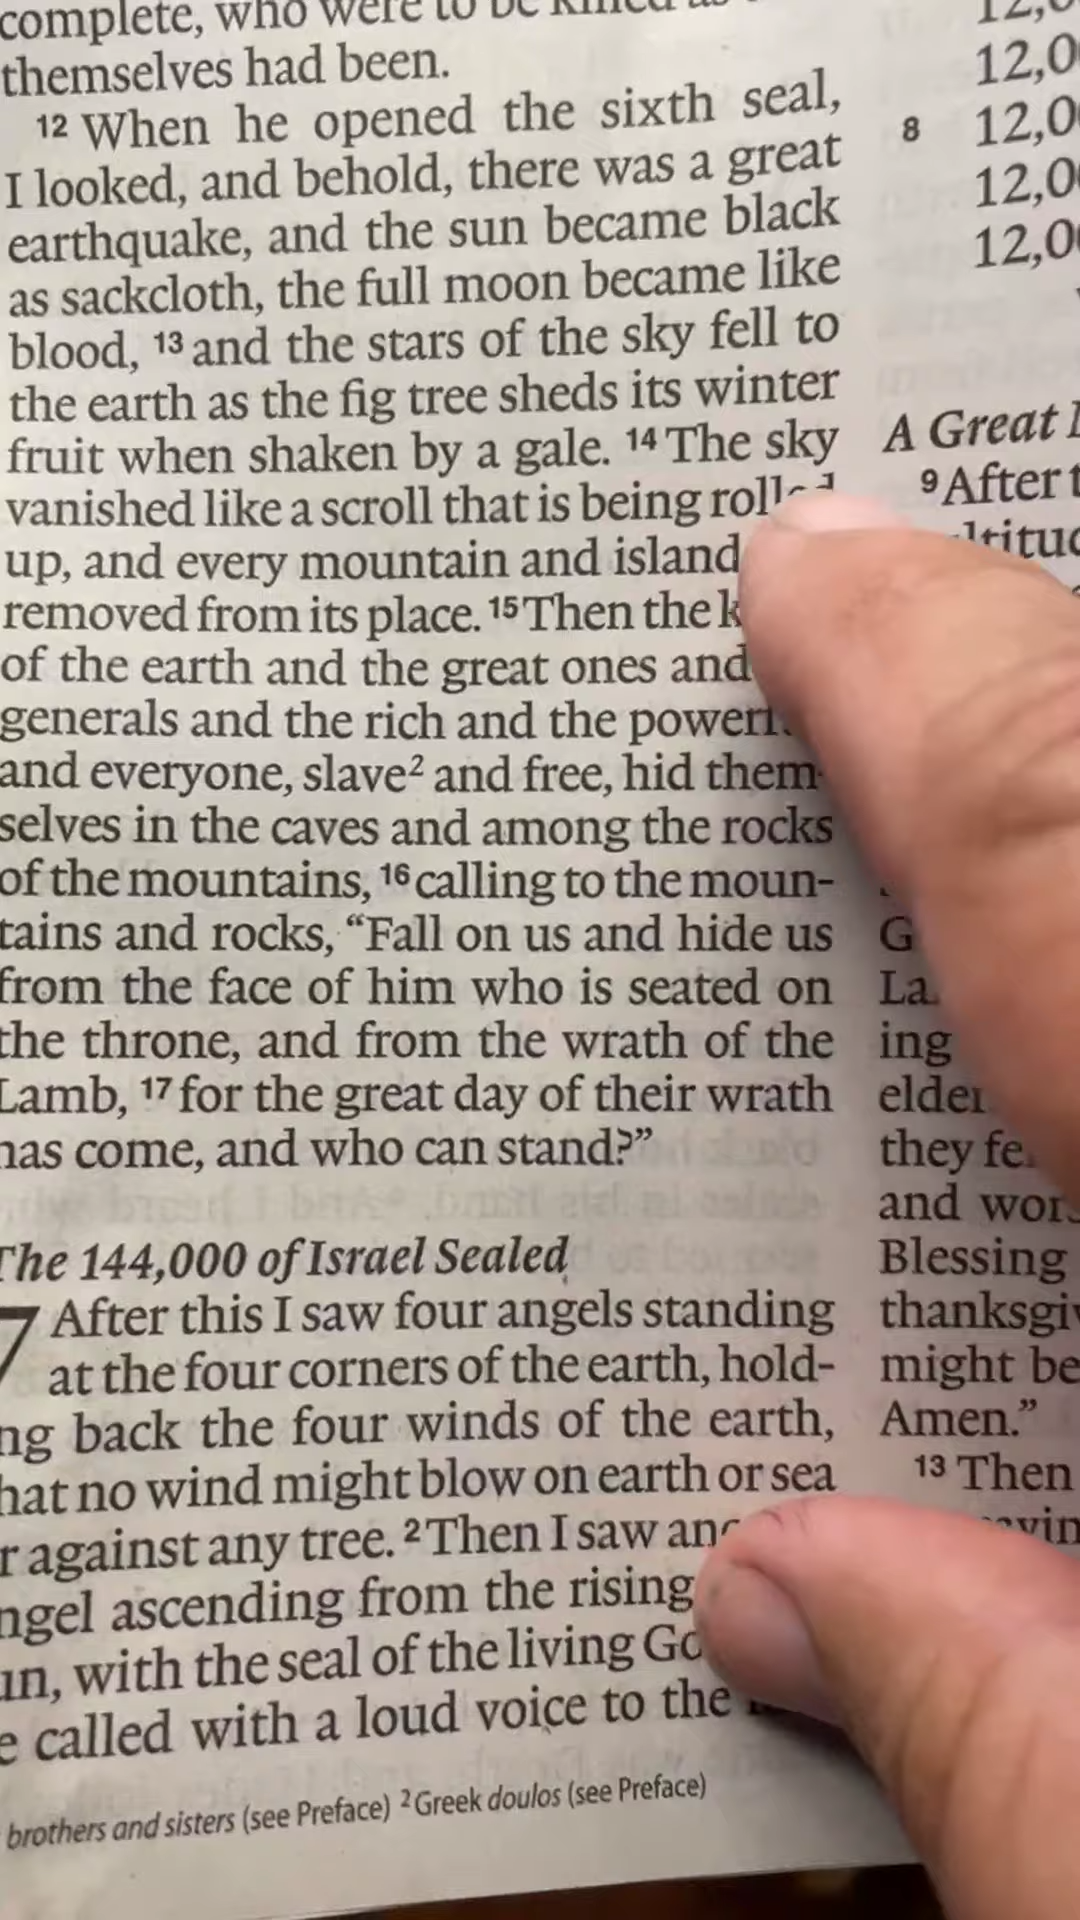 themselves had been.
12 When he opened the sixth seal,
I looked, and behold, there was a great
earthquake, and the sun became black
as sackcloth, the full moon became like
blood, 13 and the stars of the sky fell to
the earth as the fig tree sheds its winter
fruit when shaken by a gale. 14 The sky
vanished like a scroll that is being rolled
up, and every mountain and island
removed from its place. 15 Then the
of the earth and the great ones and
generals and the rich and the
and everyone, slave2 and free, hid them-
selves in the caves and among the rocks
of the mountains, 16 calling to the moun-
tains and rocks, “Fall on us and hide us
from the face of him who is seated on
the throne, and from the wrath of the
Lamb, 17 for the great day of their wrath
has come, and who can stand?”
The 144,000 of Israel Sealed
7 After this I saw four angels standing
at the four corners of the earth, hold-
ng back the four winds of the earth,
hat no wind might blow on earth or sea
r against any tree. 2 Then I saw
ngel ascending from the rising
un, with the seal of the living
e called with a loud voice to the
brothers and sisters (see Preface) 2 Greek doulos (see Preface)
12,0
12,0
8 12,0
12,0
12,0
A Great
9 After
G
La
ing
elder
they
and
Blessing
thanksgi
might be
Amen.”
13 Then